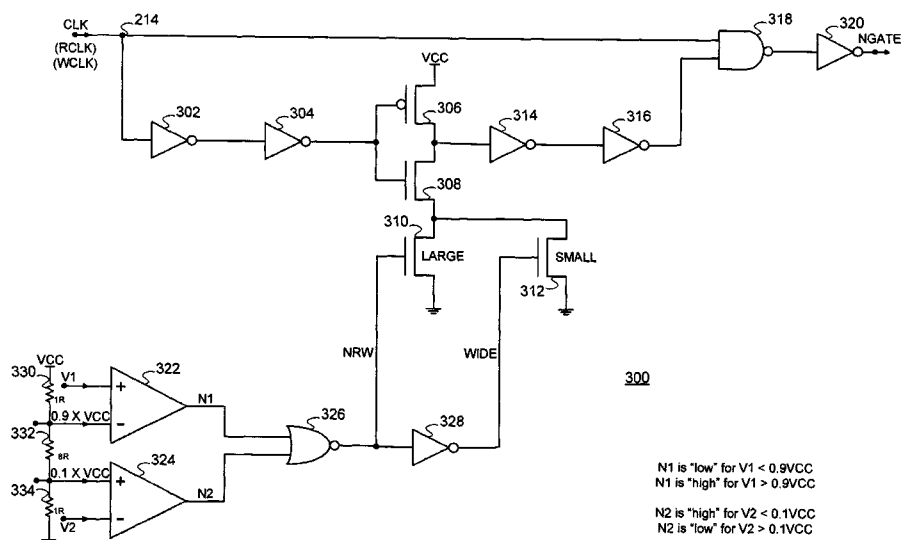 CLK
214
(RCLK)
(WCLK)
318
320
NGATE
VCC
302
304
306
314
316
308
310
LARGE
SMALL
312
NRW
WIDE
300
VCC
330
V1
322
1R
N1
0.9 X VCC
326
332
328
8R
324
0.1 X VCC
334
N2
1R
V2
N1 is "low" for V1 < 0.9VCC
N1 is "high" for V1 > 0.9VCC
N2 is "high" for V2 < 0.1VCC
N2 is "low" for V2 > 0.1VCC